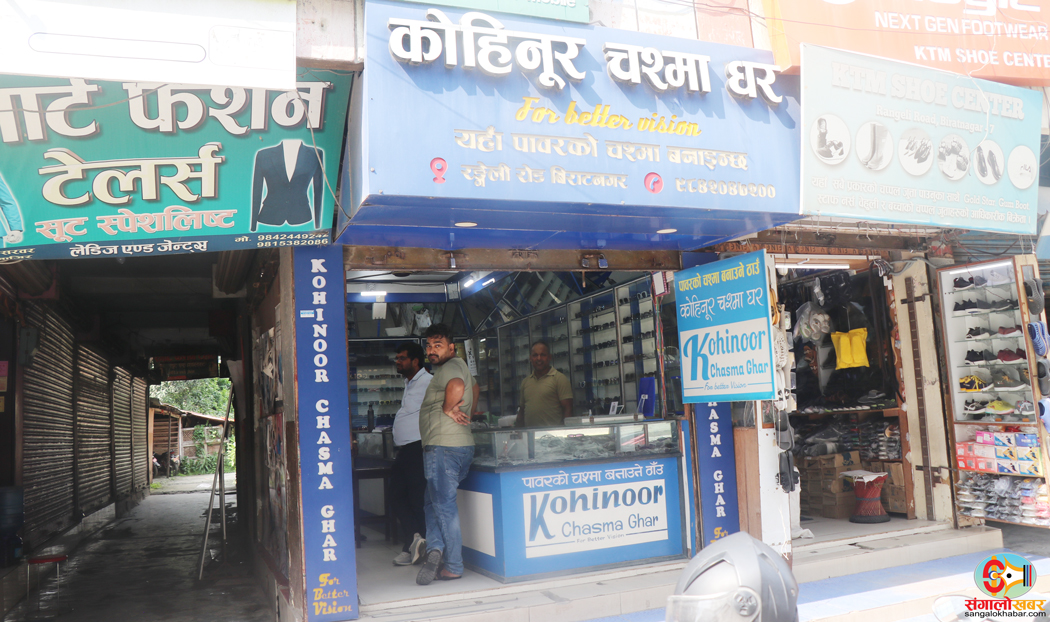 ार्ट फेशन
टेलर्स
सूट स्पेशलिष्ट
लेडिज एण्ड जेन्ट्स
मो. 9842449246
9815382086
कोहिनूर चश्मा घर
For better vision
यहाँ पावरको चश्मा बनाइन्छ
रङ्गेली रोड बिराटनगर
NEXT GEN FOOTWEAR
KTM SHOE CENTER
KTM SHOE CENTER
पावरको चश्मा बनाउने ठाउँ
कोहिनूर चश्मा घर
Kohinoor
Chasma Ghar
For Better Vision
KOHINOOR CHASMA GHAR
For
Better
Vision
पावरको चश्मा बनाउने ठाउँ
Kohinoor
Chasma Ghar
For Better Vision
CHASMA GHAR
संगालोखबर
sangalokhabar.com